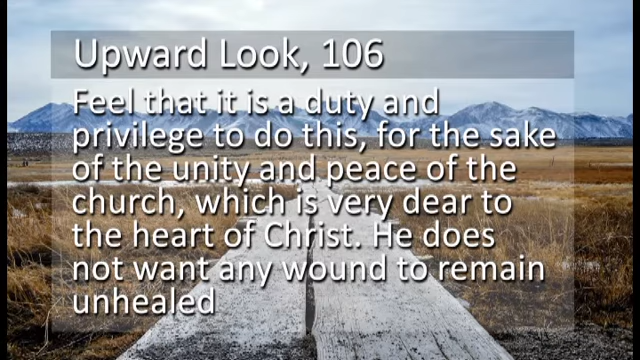 Upward Look, 106
Feel that it is a duty and
privilege to do this, for the sake
of the unity and peace of the
church, which is very dear to
the heart of Christ. He does
not want any wound to remain
unhealed